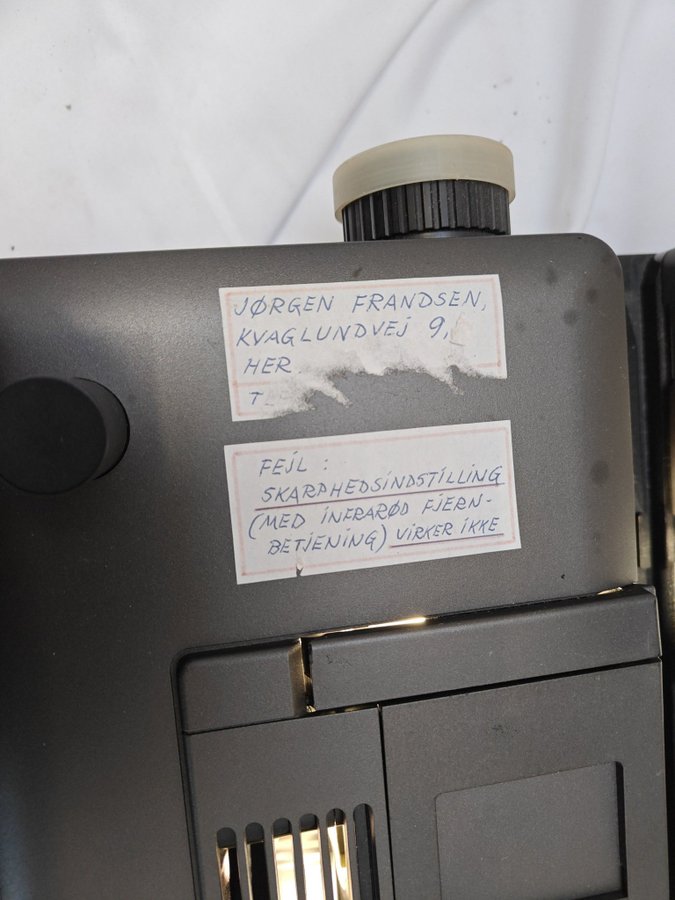 JØRGEN FRANDSEN,
KVAGLUNDVEJ 9,
HER.
T
FEJL :
SKARPHEDSINDSTILLING
(MED INFRARØD FJERN-
BETJENING) VIRKER IKKE